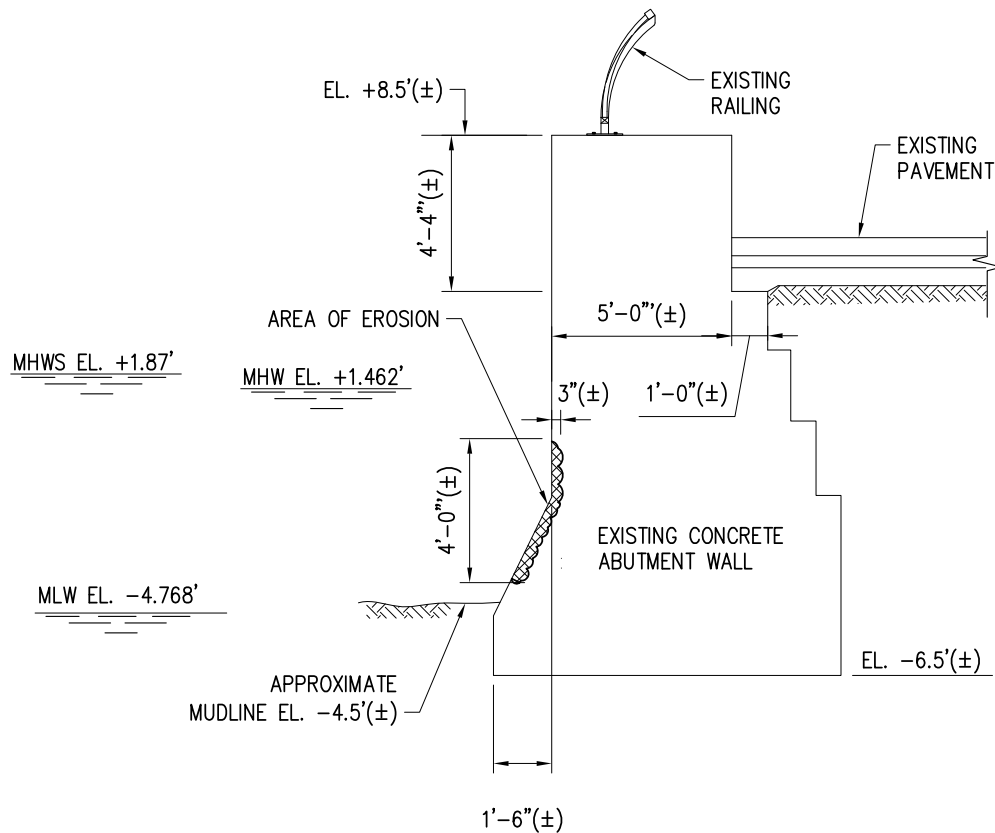 EXISTING
RAILING
EL. +8.5'(±)
EXISTING
PAVEMENT
4'-4"'(±)
5'-0"'(±)
AREA OF EROSION
MHWS EL. +1.87'
MHW EL. +1.462'
3"(±)
1'-0"(±)
4'-0"'(±)
EXISTING CONCRETE
ABUTMENT WALL
MLW EL. -4.768'
EL. -6.5'(±)
APPROXIMATE
MUDLINE EL. -4.5'(±)
1'-6"(±)